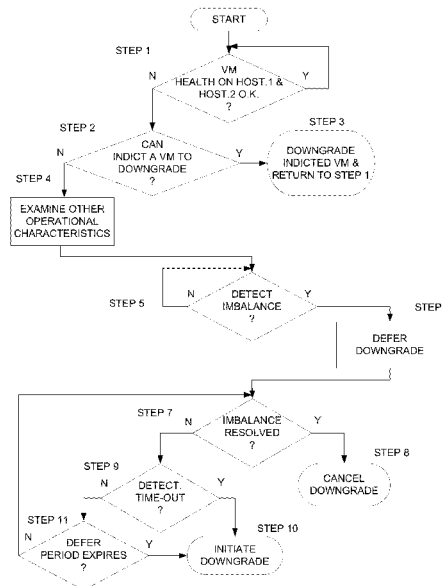 START
STEP 1
VM
N
HEALTH ON HOST.1 &
Y
HOST.2 O.K.
?
STEP 2
STEP 3
CAN
N
INDICT A VM TO
Y
DOWNGRADE
?
DOWNGRADE
INDICTED VM &
RETURN TO STEP 1
STEP 4
EXAMINE OTHER
OPERATIONAL
CHARACTERISTICS
STEP 5
N
DETECT
Y
IMBALANCE
?
STEP
DEFER
DOWNGRADE
STEP 7
IMBALANCE
N
RESOLVED
Y
?
STEP 8
CANCEL
DOWNGRADE
STEP 9
N
DETECT.
Y
TIME-OUT
?
STEP 10
INITIATE
DOWNGRADE
STEP 11
DEFER
N
PERIOD EXPIRES
Y
?